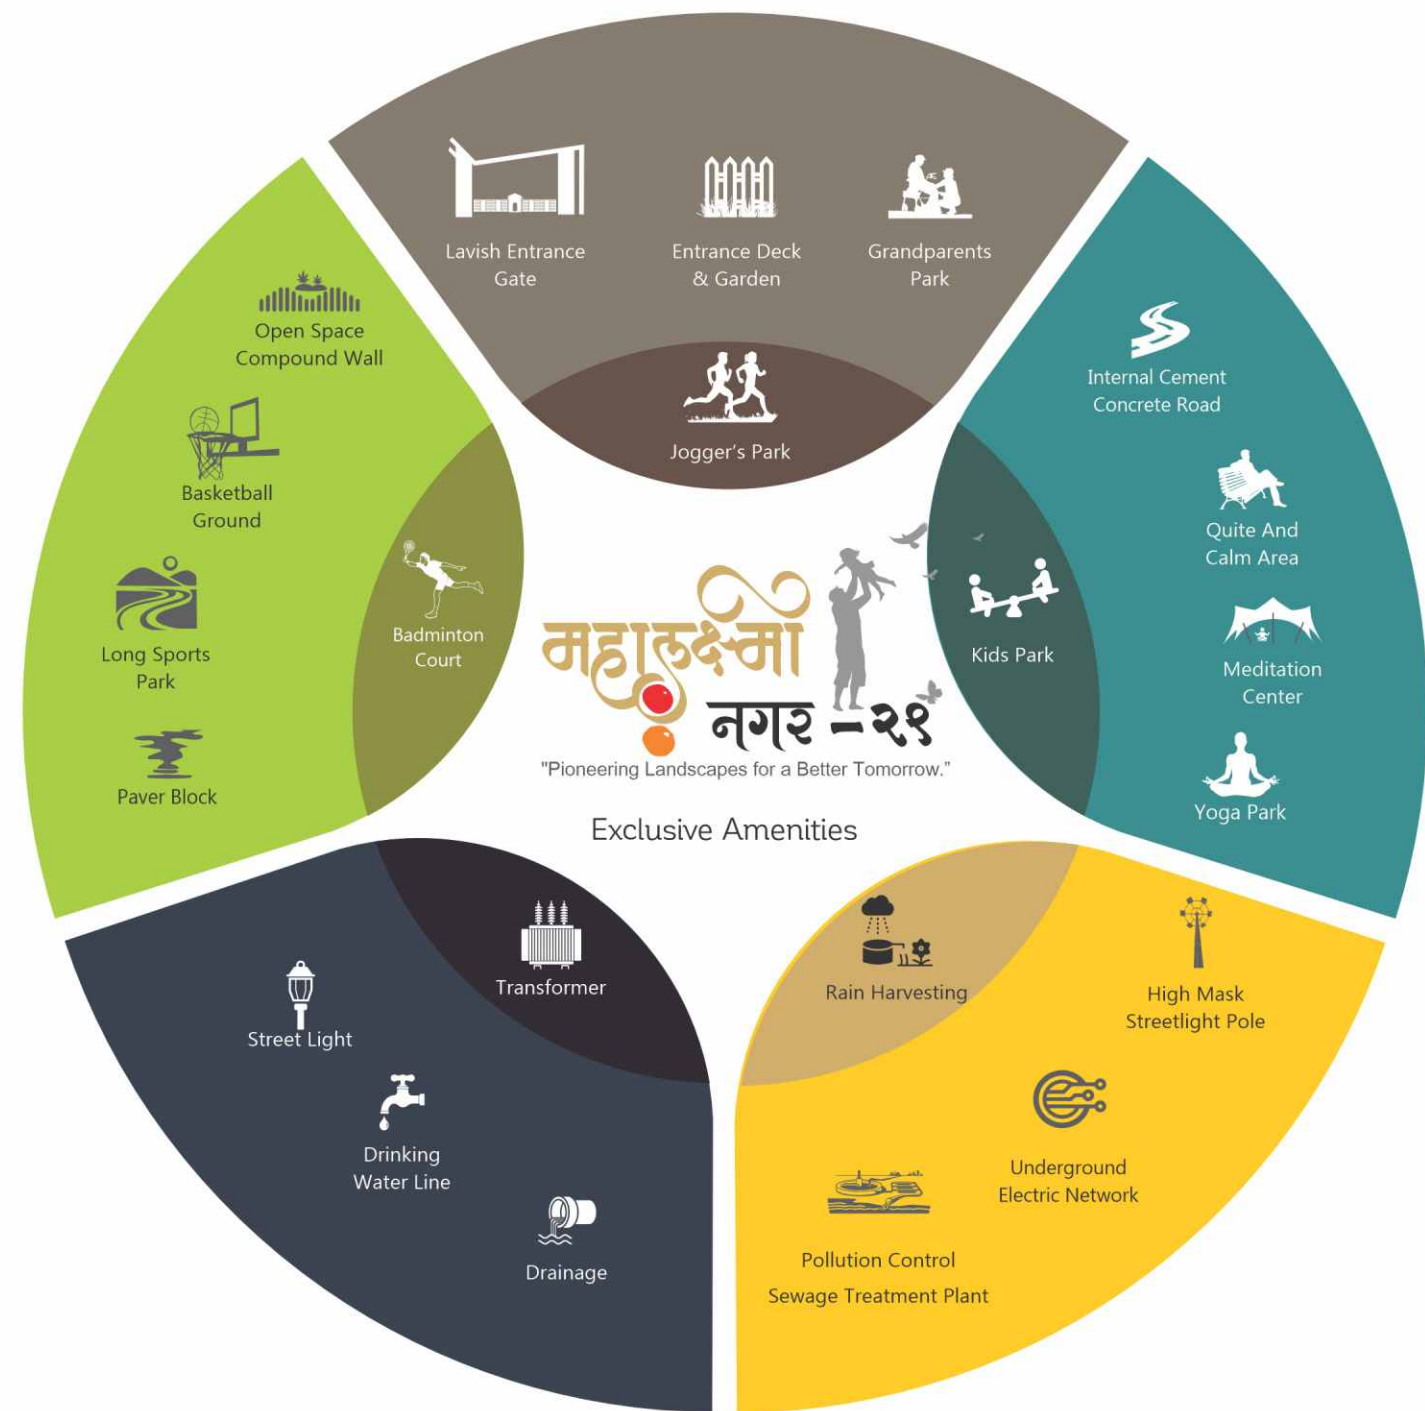 Lavish Entrance
Gate
Entrance Deck
& Garden
Grandparents
Park
Jogger's Park
Open Space
Compound Wall
Basketball
Ground
Long Sports
Park
Paver Block
Badminton
Court
महालक्ष्मी
नगर - २९
"Pioneering Landscapes for a Better Tomorrow."
Exclusive Amenities
Kids Park
Internal Cement
Concrete Road
Quite And
Calm Area
Meditation
Center
Yoga Park
Transformer
Street Light
Drinking
Water Line
Drainage
Rain Harvesting
High Mask
Streetlight Pole
Underground
Electric Network
Pollution Control
Sewage Treatment Plant